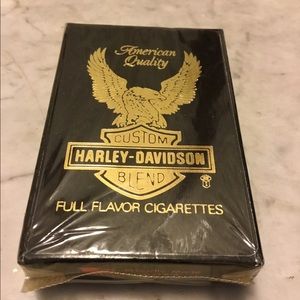 American
Quality
CUSTOM
HARLEY-DAVIDSON
BLEND
®
FULL FLAVOR CIGARETTES